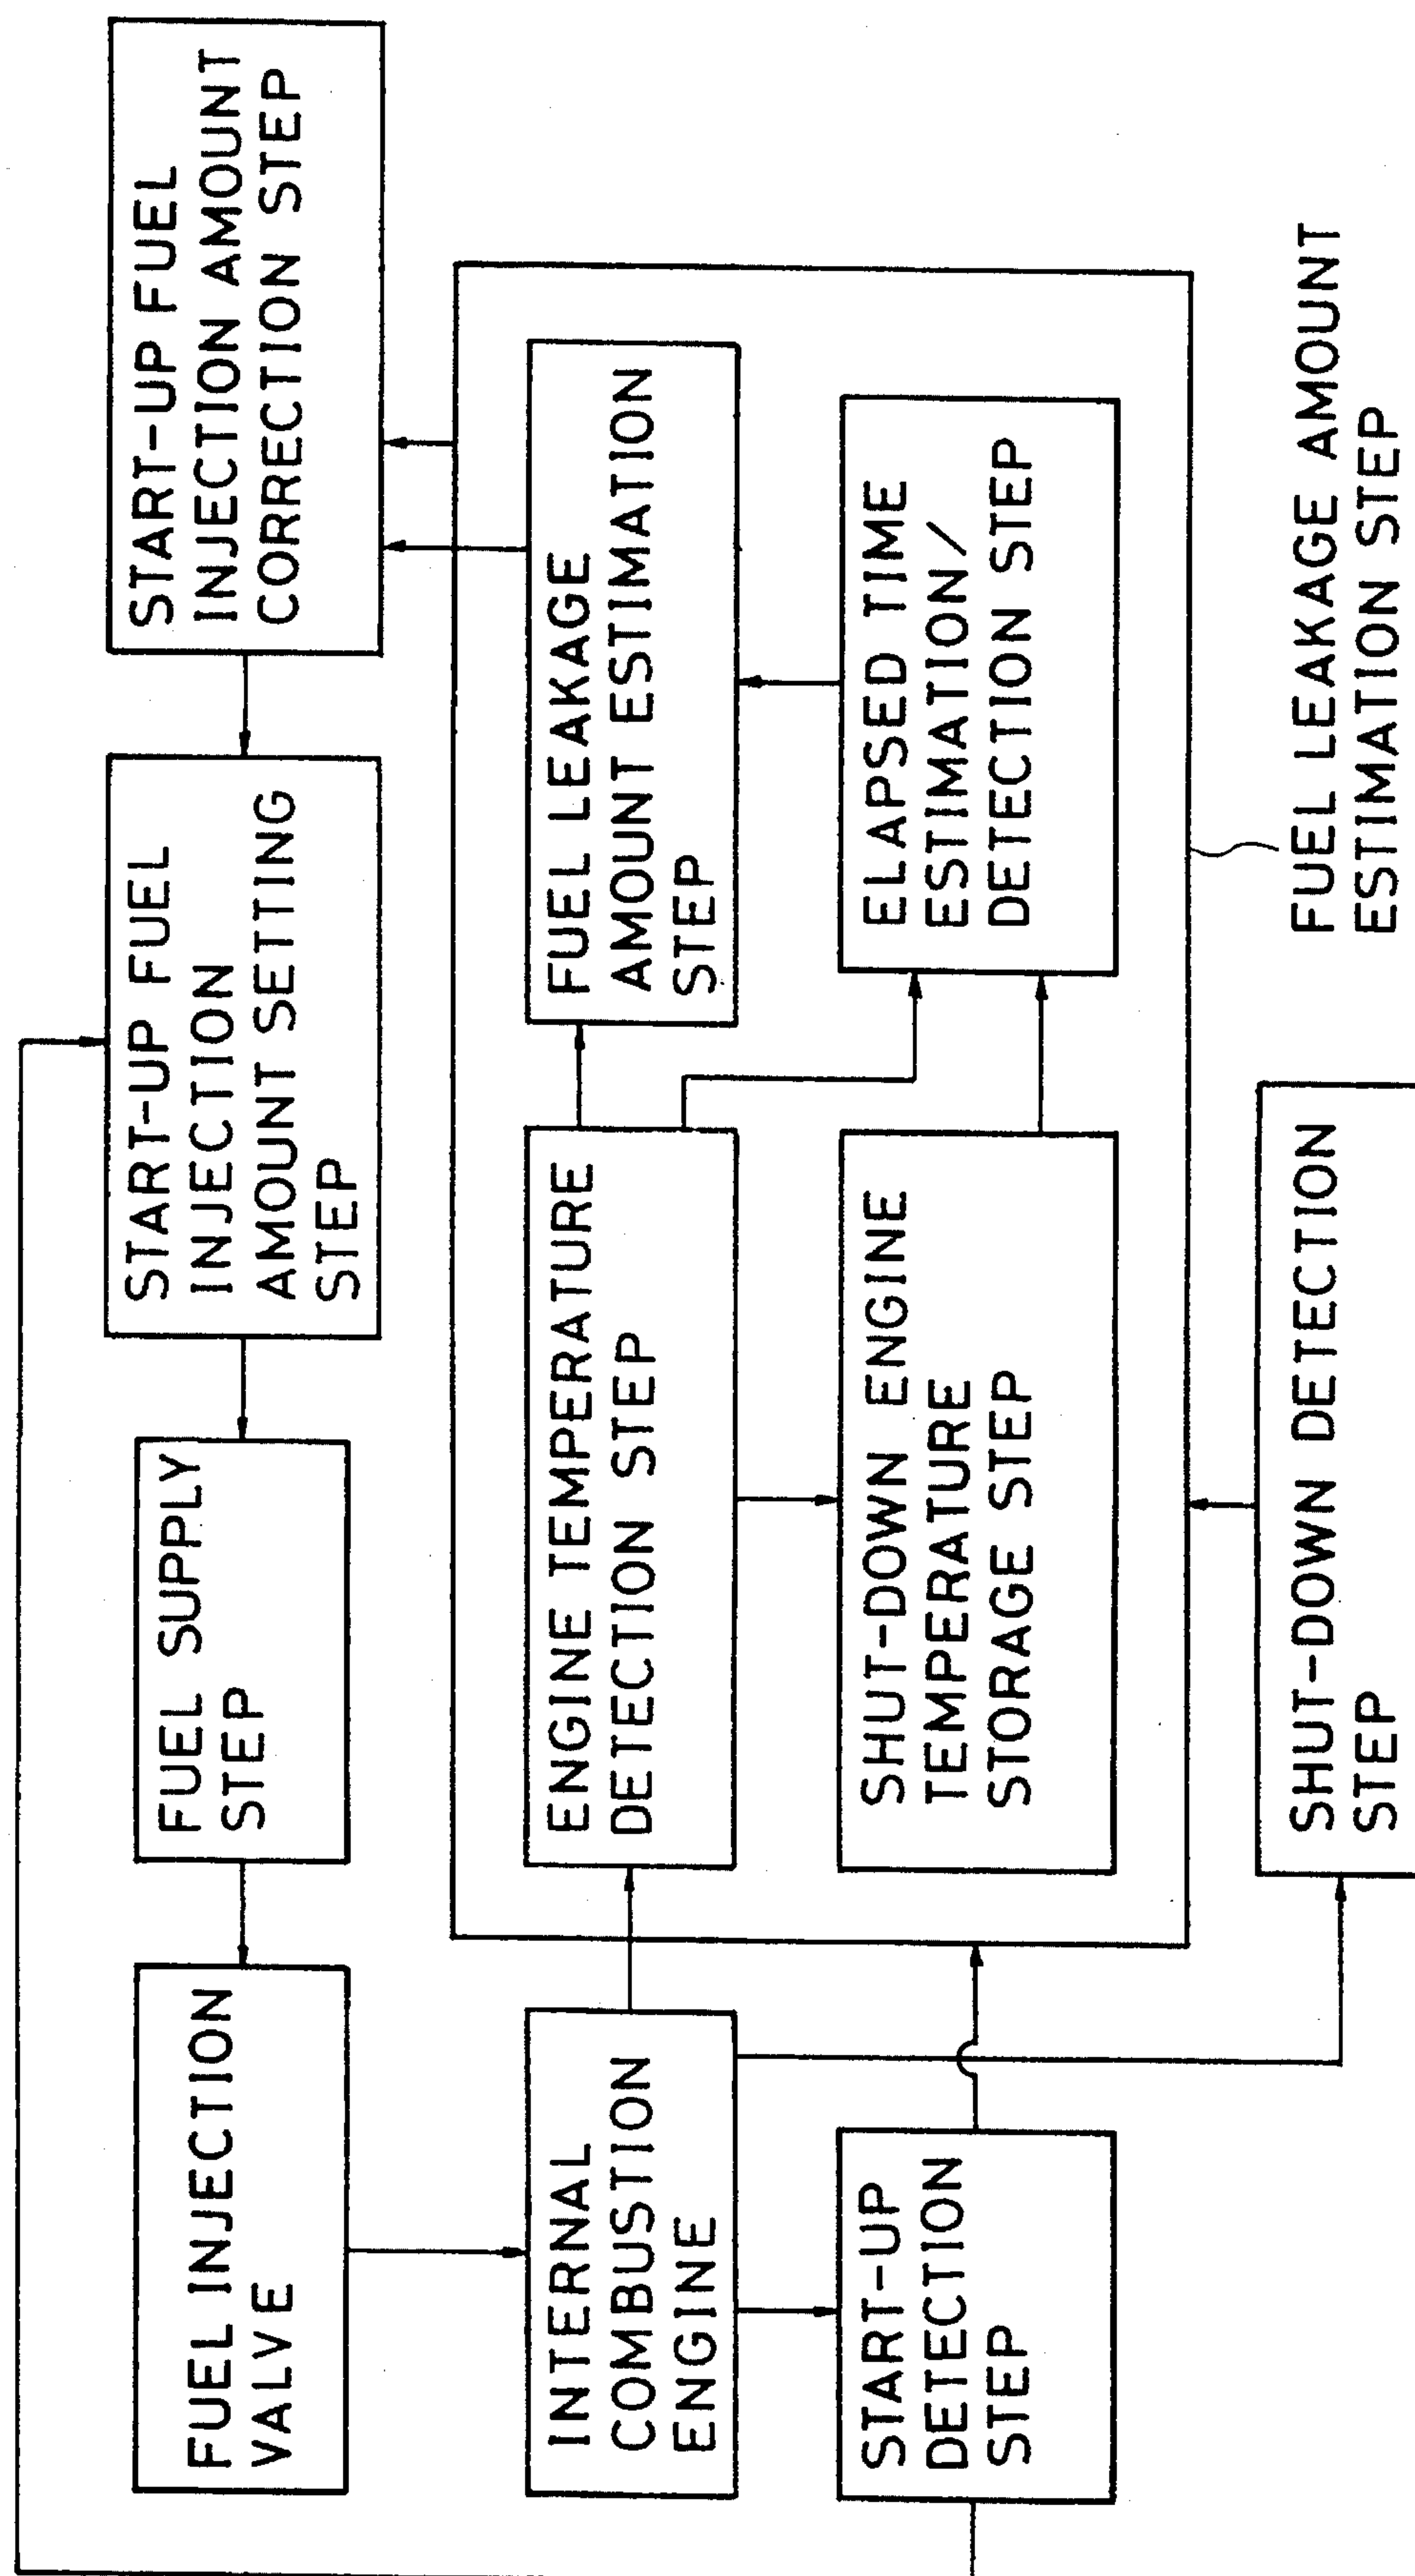 FUEL INJECTION
VALVE
FUEL SUPPLY
STEP
START-UP FUEL
INJECTION
AMOUNT SETTING
STEP
START-UP FUEL
INJECTION AMOUNT
CORRECTION STEP
INTERNAL
COMBUSTION
ENGINE
ENGINE TEMPERATURE
DETECTION STEP
FUEL LEAKAGE
AMOUNT ESTIMATION
STEP
START-UP
DETECTION
STEP
SHUT-DOWN ENGINE
TEMPERATURE
STORAGE STEP
ELAPSED TIME
ESTIMATION/
DETECTION STEP
SHUT-DOWN DETECTION
STEP
FUEL LEAKAGE AMOUNT
ESTIMATION STEP